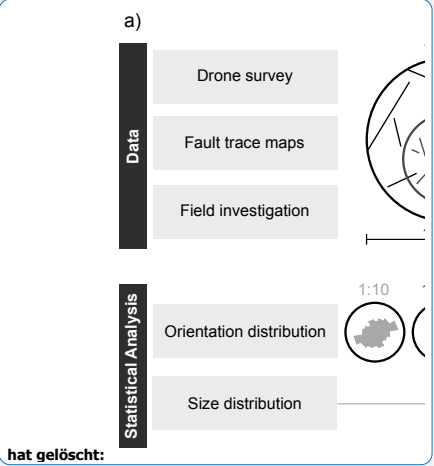 a)
Data
Drone survey
Fault trace maps
Field investigation
Statistical Analysis
1:10
Orientation distribution
Size distribution
hat gelöscht: